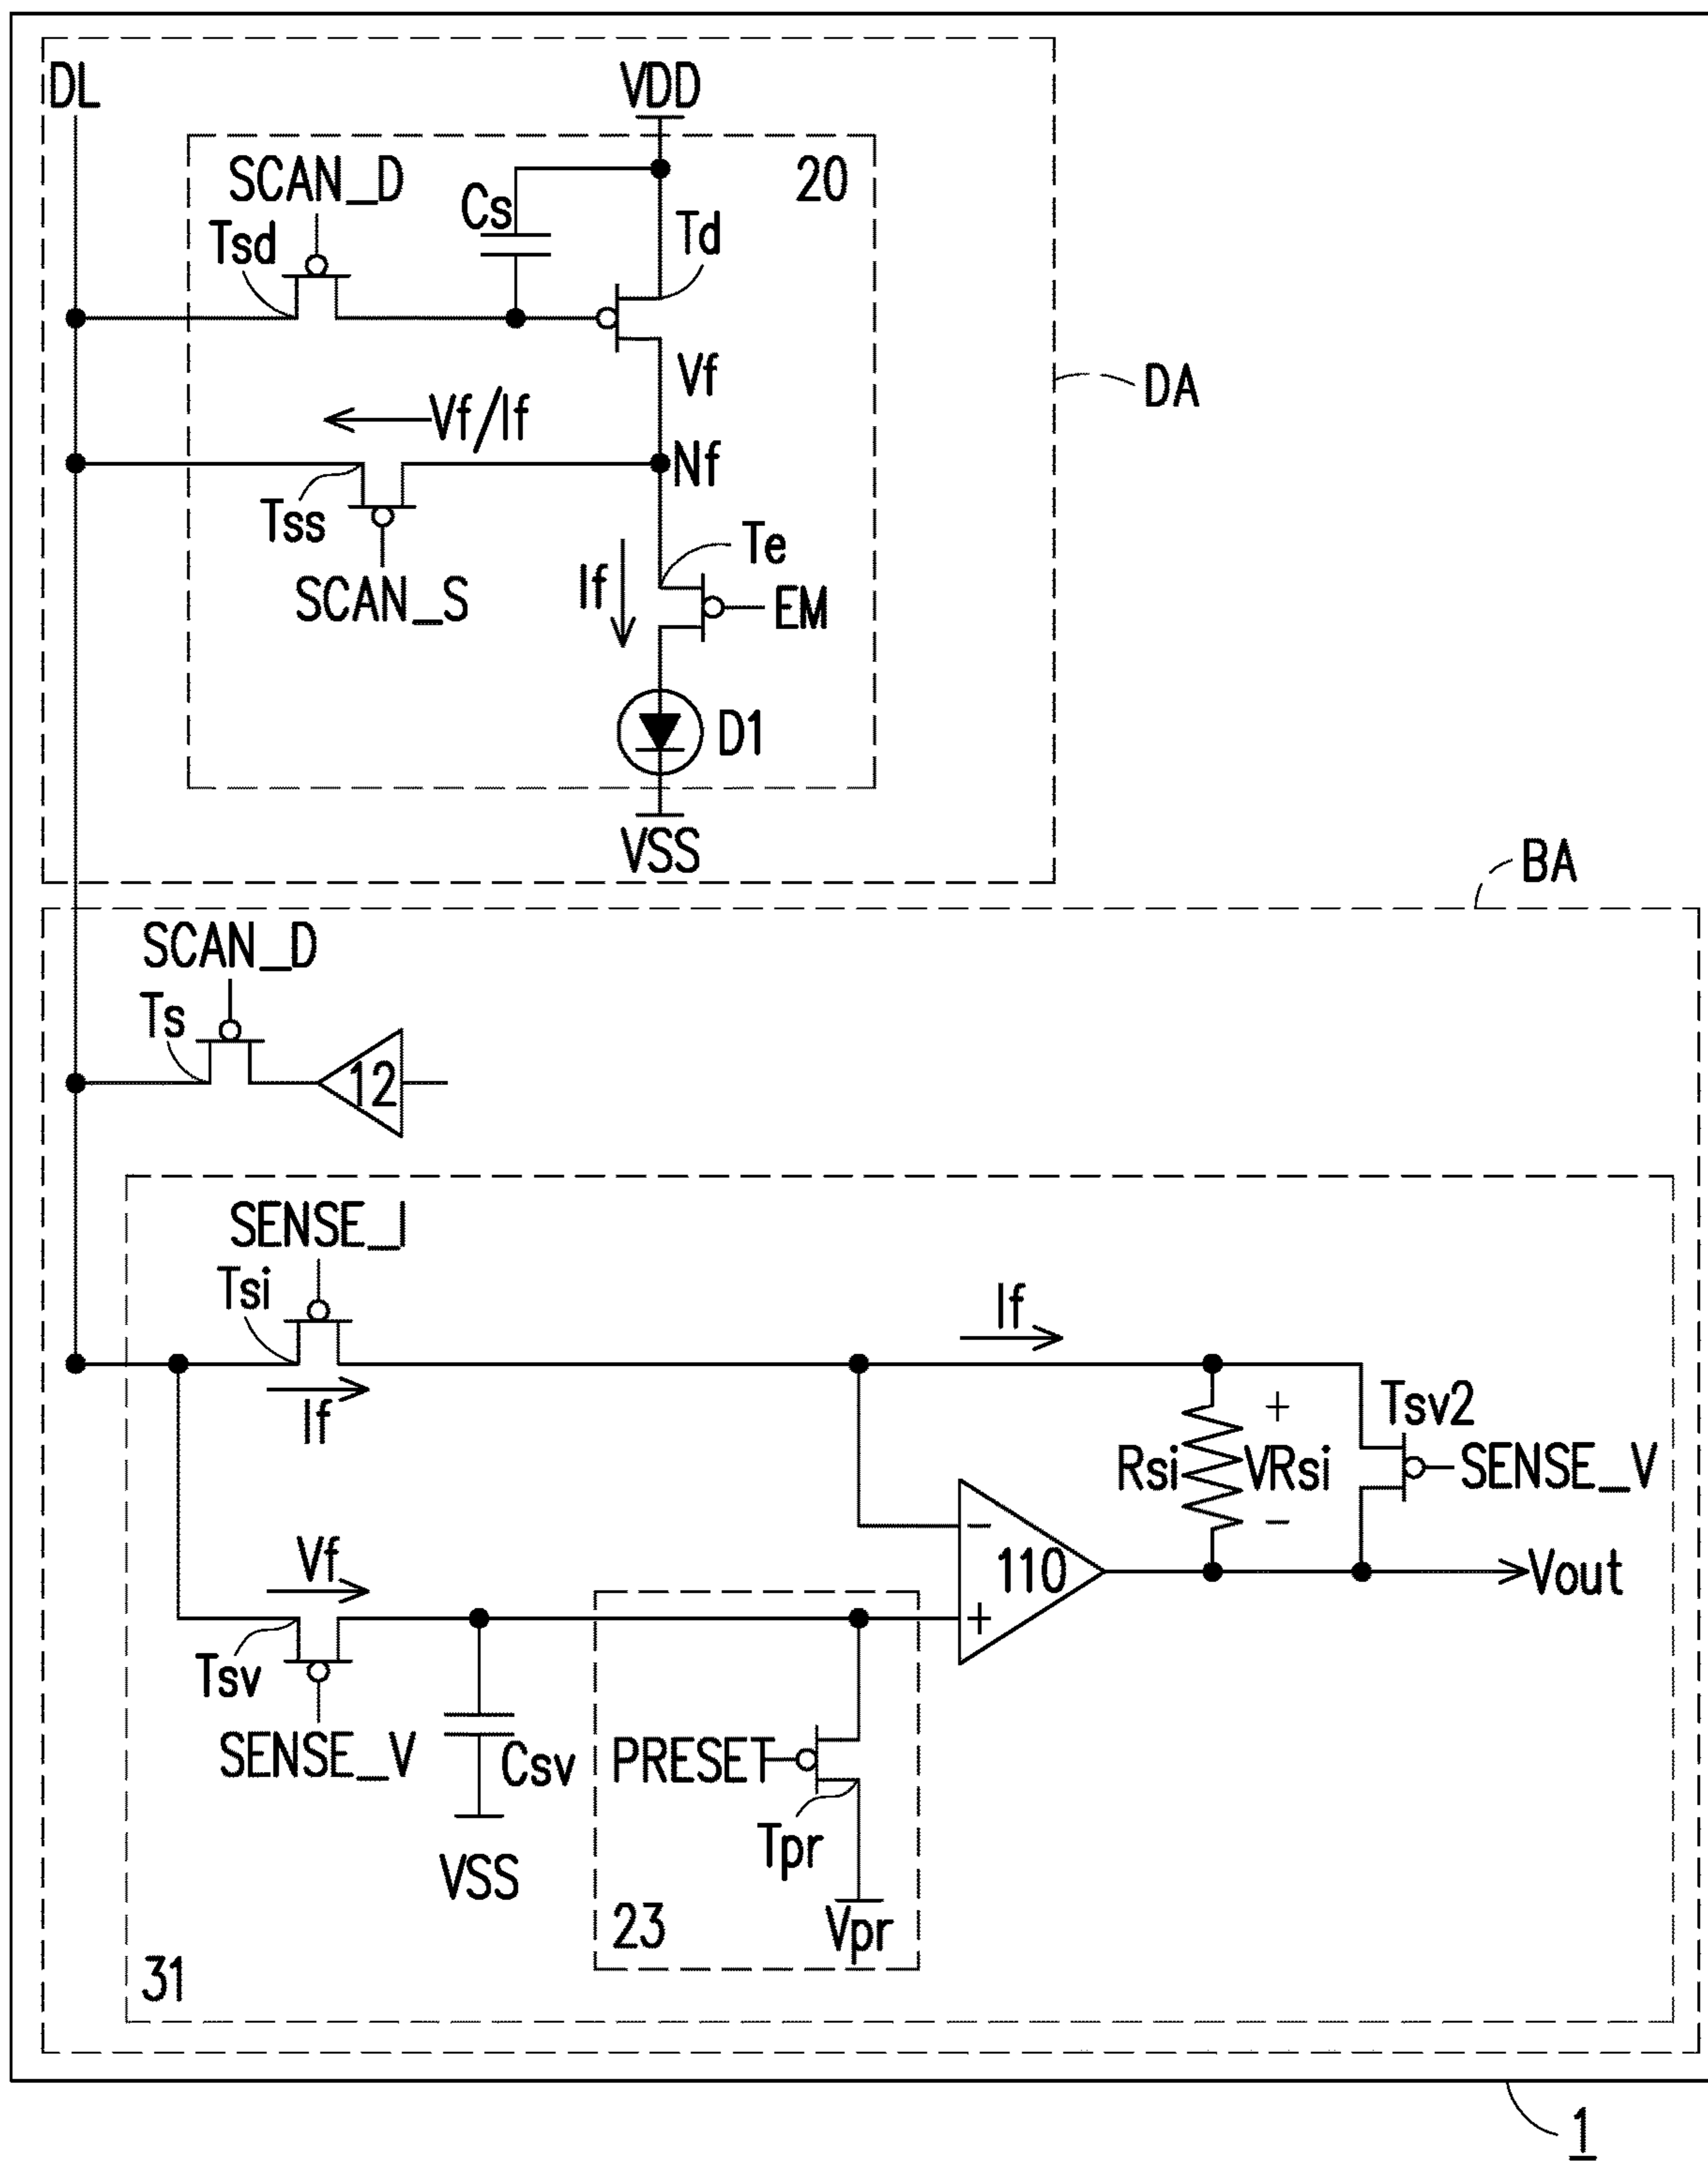 DL
VDD
SCAN_D
20
Cs
Tsd
Td
Vf
DA
Vf/If
Nf
Tss
Te
If
SCAN_S
EM
D1
VSS
BA
SCAN_D
Ts
12
SENSE_I
Tsi
If
If
Tsv2
Rsi
+
VRsi
−
SENSE_V
−
110
+
Vout
Vf
Tsv
SENSE_V
Csv
PRESET
Tpr
VSS
23
Vpr
31
1